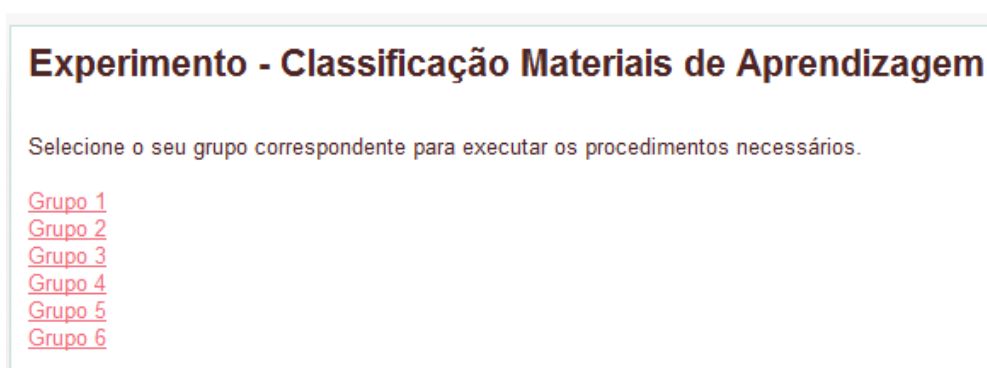 Experimento - Classificação Materiais de Aprendizagem
Selecione o seu grupo correspondente para executar os procedimentos necessários.
Grupo 1
Grupo 2
Grupo 3
Grupo 4
Grupo 5
Grupo 6